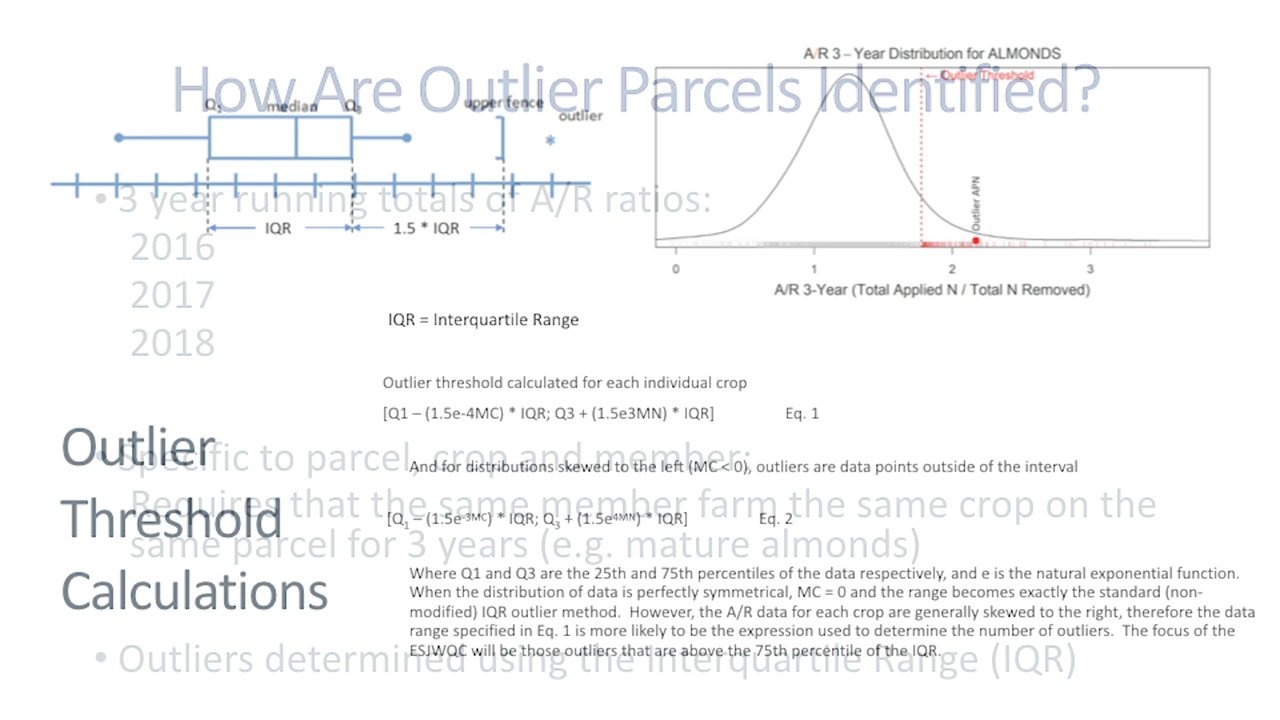 How Are Outlier Parcels Identified?
• 3 year running totals of A/R ratios:
2016
2017
2018
• Specific to parcel, crop and member:
Requires that the same member farm the same crop on the
same parcel for 3 years (e.g. mature almonds)
• Outliers determined using the Interquartile Range (IQR)
Q1 median Q3 upper fence
outlier
*
IQR 1.5 * IQR
A/R 3 – Year Distribution for ALMONDS
← Outlier Threshold
Outlier APN
0 1 2 3
A/R 3-Year (Total Applied N / Total N Removed)
IQR = Interquartile Range
Outlier
Threshold
Calculations
Outlier threshold calculated for each individual crop
[Q1 – (1.5e-4MC) * IQR; Q3 + (1.5e3MN) * IQR] Eq. 1
And for distributions skewed to the left (MC < 0), outliers are data points outside of the interval
[Q1 – (1.5e-3MC) * IQR; Q3 + (1.5e4MN) * IQR] Eq. 2
Where Q1 and Q3 are the 25th and 75th percentiles of the data respectively, and e is the natural exponential function.
When the distribution of data is perfectly symmetrical, MC = 0 and the range becomes exactly the standard (non-
modified) IQR outlier method. However, the A/R data for each crop are generally skewed to the right, therefore the data
range specified in Eq. 1 is more likely to be the expression used to determine the number of outliers. The focus of the
ESJWQC will be those outliers that are above the 75th percentile of the IQR.